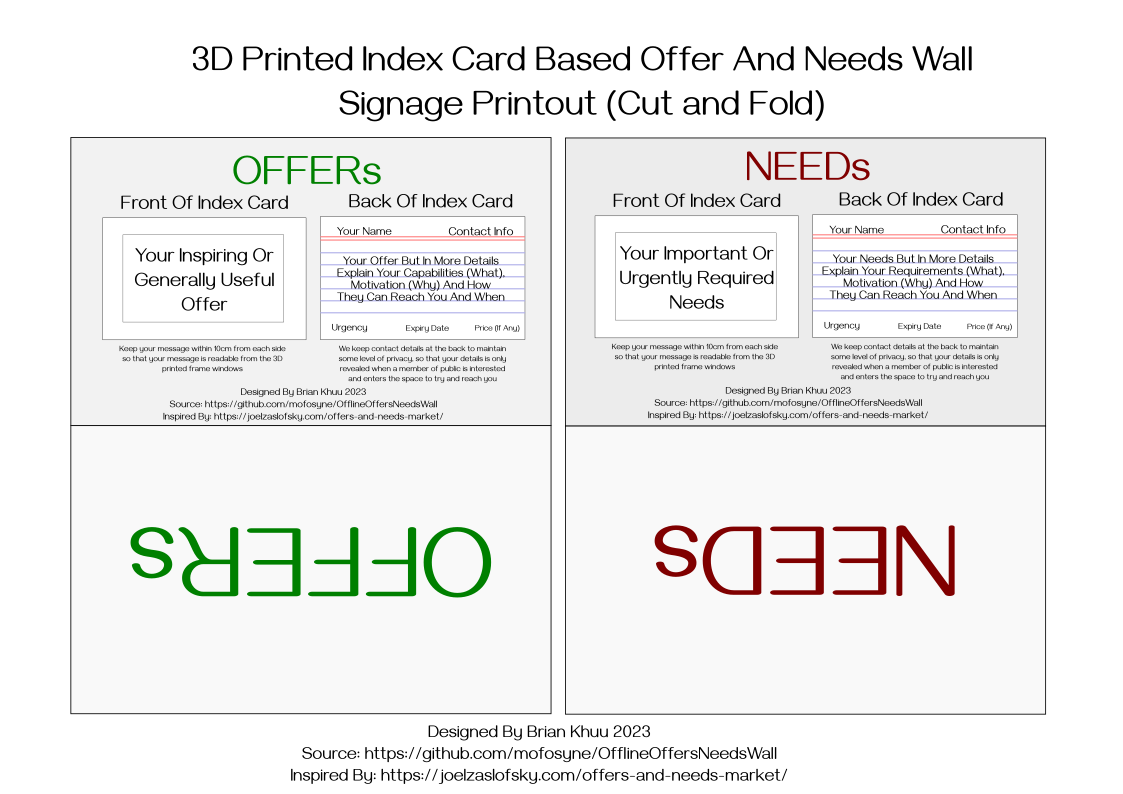 3D Printed Index Card Based Offer And Needs Wall
Signage Printout (Cut and Fold)
OFFERs
Front Of Index Card
Back Of Index Card
Your Inspiring Or
Generally Useful
Offer
Your Name
Contact Info
Your Offer But In More Details
Explain Your Capabilities (What),
Motivation (Why) And How
They Can Reach You And When
Urgency
Expiry Date
Price (If Any)
Keep your message within 10cm from each side
so that your message is readable from the 3D
printed frame windows
We keep contact details at the back to maintain
some level of privacy, so that your details is only
revealed when a member of public is interested
and enters the space to try and reach you
Designed By Brian Khuu 2023
Source: https://github.com/mofosyne/OfflineOffersNeedsWall
Inspired By: https://joelzaslofsky.com/offers-and-needs-market/
OFFERs
NEEDs
Front Of Index Card
Back Of Index Card
Your Important Or
Urgently Required
Needs
Your Name
Contact Info
Your Needs But In More Details
Explain Your Requirements (What),
Motivation (Why) And How
They Can Reach You And When
Urgency
Expiry Date
Price (If Any)
Keep your message within 10cm from each side
so that your message is readable from the 3D
printed frame windows
We keep contact details at the back to maintain
some level of privacy, so that your details is only
revealed when a member of public is interested
and enters the space to try and reach you
Designed By Brian Khuu 2023
Source: https://github.com/mofosyne/OfflineOffersNeedsWall
Inspired By: https://joelzaslofsky.com/offers-and-needs-market/
NEEDs
Designed By Brian Khuu 2023
Source: https://github.com/mofosyne/OfflineOffersNeedsWall
Inspired By: https://joelzaslofsky.com/offers-and-needs-market/